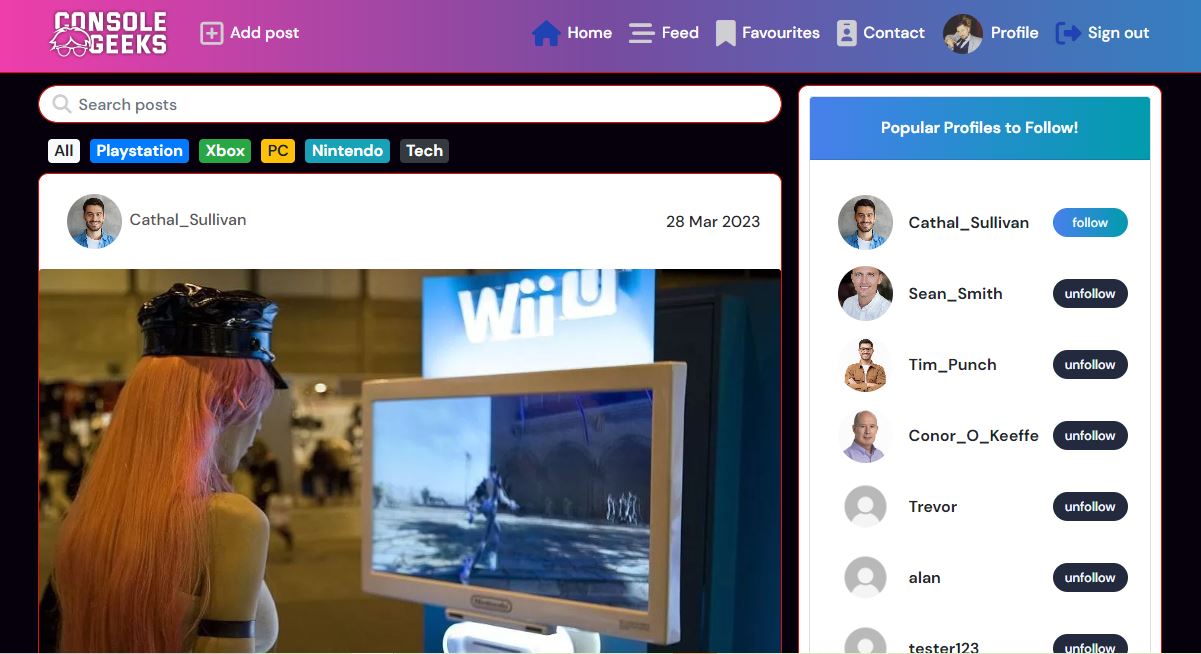 CONSOLE
GEEKS
Add post
Home
Feed
Favourites
Contact
Profile
Sign out
Search posts
All
Playstation
Xbox
PC
Nintendo
Tech
Cathal_Sullivan
28 Mar 2023
Wii U
Nintendo
Popular Profiles to Follow!
Cathal_Sullivan
follow
Sean_Smith
unfollow
Tim_Punch
unfollow
Conor_O_Keeffe
unfollow
Trevor
unfollow
alan
unfollow
tester123
unfollow